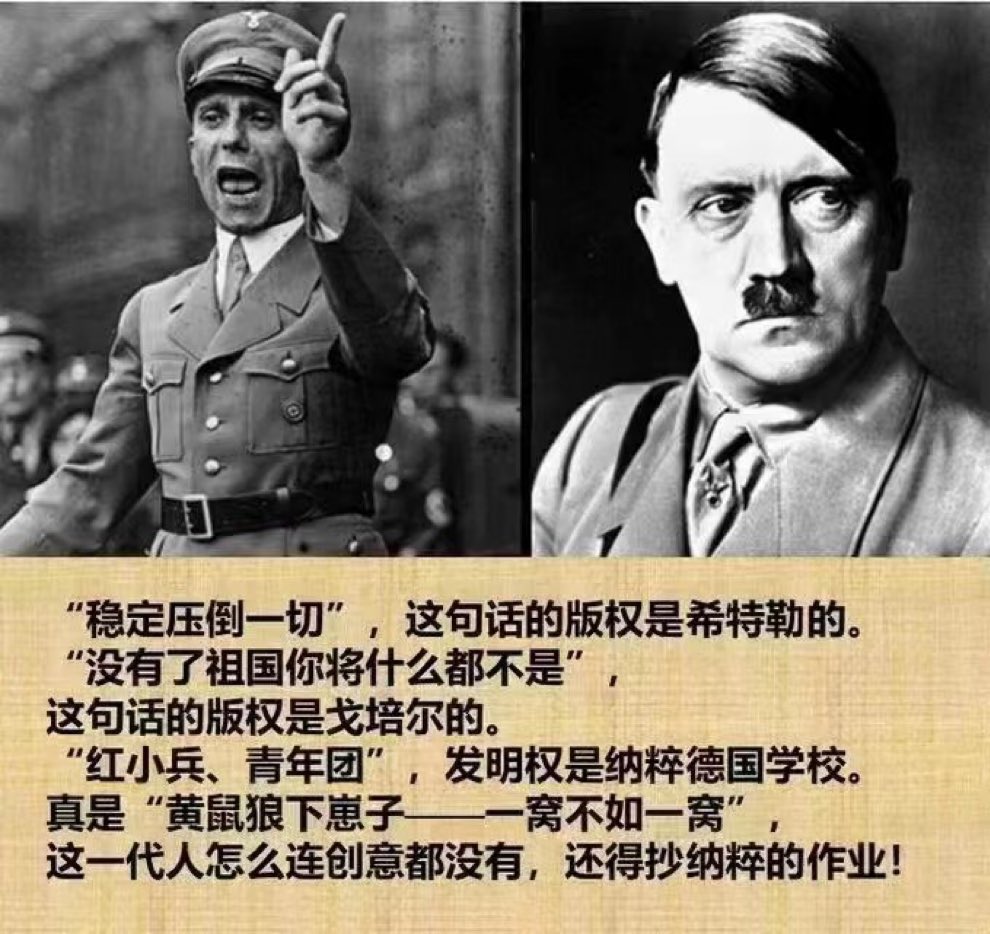 “稳定压倒一切”，这句话的版权是希特勒的。
“没有了祖国你将什么都不是”，
这句话的版权是戈培尔的。
“红小兵、青年团”，发明权是纳粹德国学校。
真是“黄鼠狼下崽子——一窝不如一窝”，
这一代人怎么连创意都没有，还得抄纳粹的作业！